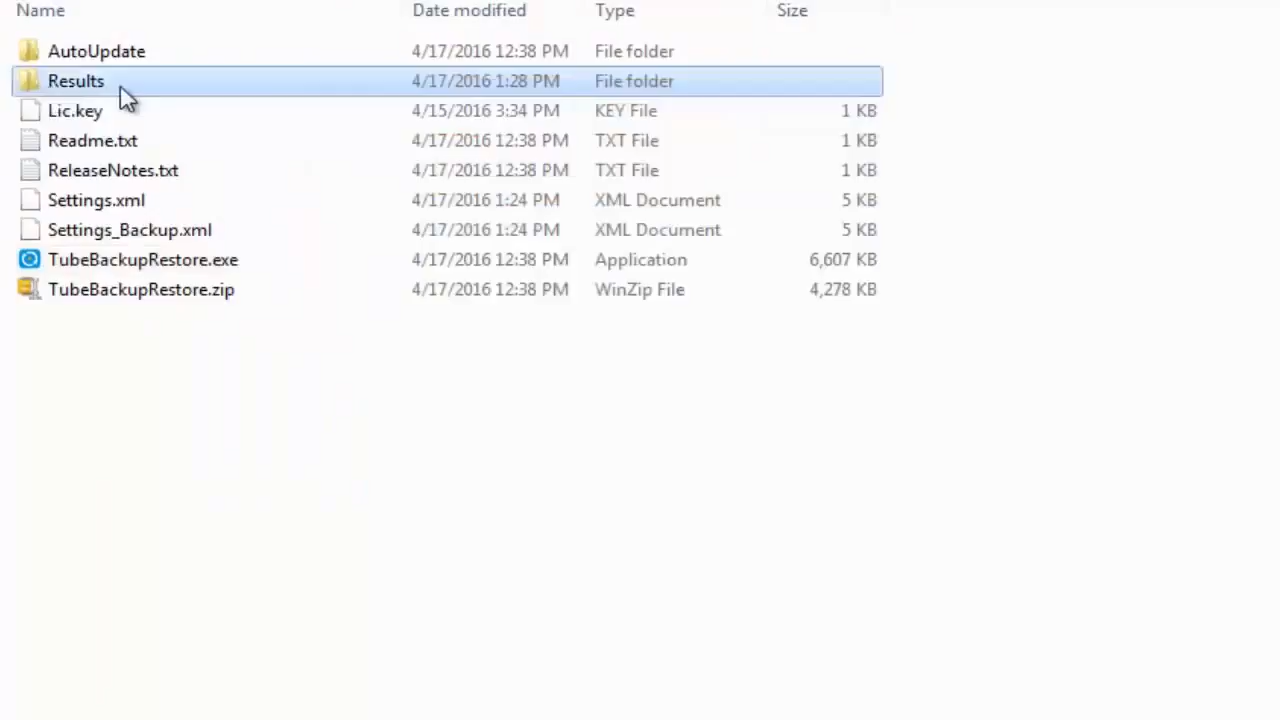 Name Date modified Type Size
AutoUpdate 4/17/2016 12:38 PM File folder
Results 4/17/2016 1:28 PM File folder
Lic.key 4/15/2016 3:34 PM KEY File 1 KB
Readme.txt 4/17/2016 12:38 PM TXT File 1 KB
ReleaseNotes.txt 4/17/2016 12:38 PM TXT File 1 KB
Settings.xml 4/17/2016 1:24 PM XML Document 5 KB
Settings_Backup.xml 4/17/2016 1:24 PM XML Document 5 KB
TubeBackupRestore.exe 4/17/2016 12:38 PM Application 6,607 KB
TubeBackupRestore.zip 4/17/2016 12:38 PM WinZip File 4,278 KB